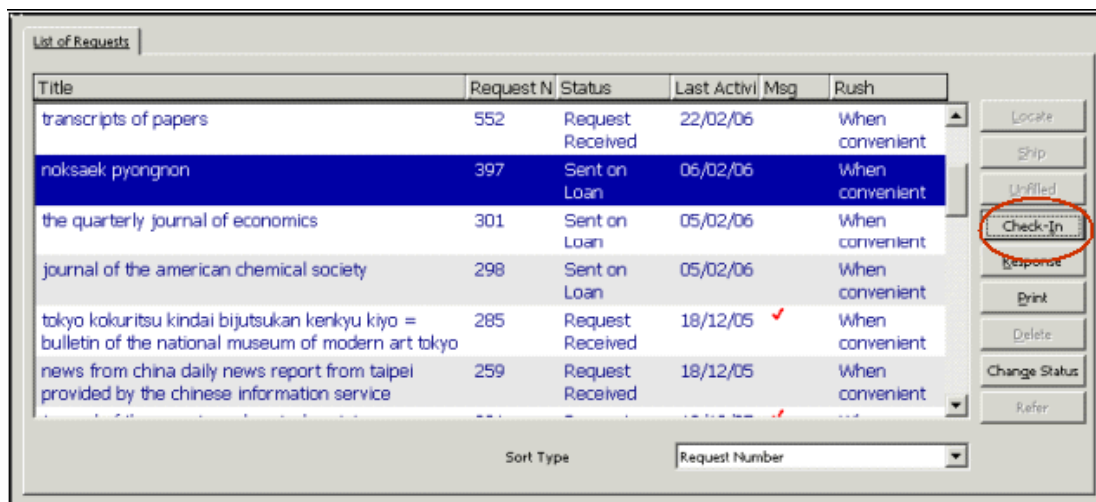 List of Requests
Title Request N Status Last Activi Msg Rush
transcripts of papers 552 Request 22/02/06 When
Received convenient
noksaek pyongnon 397 Sent on 06/02/06 When
Loan convenient
the quarterly journal of economics 301 Sent on 05/02/06 When
Loan convenient
journal of the american chemical society 298 Sent on 05/02/06 When
Loan convenient
tokyo kokuritsu kindai bijutsukan kenkyu kiyo = 285 Request 18/12/05 When
bulletin of the national museum of modern art tokyo Received convenient
news from china daily news report from taipei 259 Request 18/12/05 When
provided by the chinese information service Received convenient
Locate
Ship
Unfilled
Check-In
Response
Print
Delete
Change Status
Refer
Sort Type Request Number